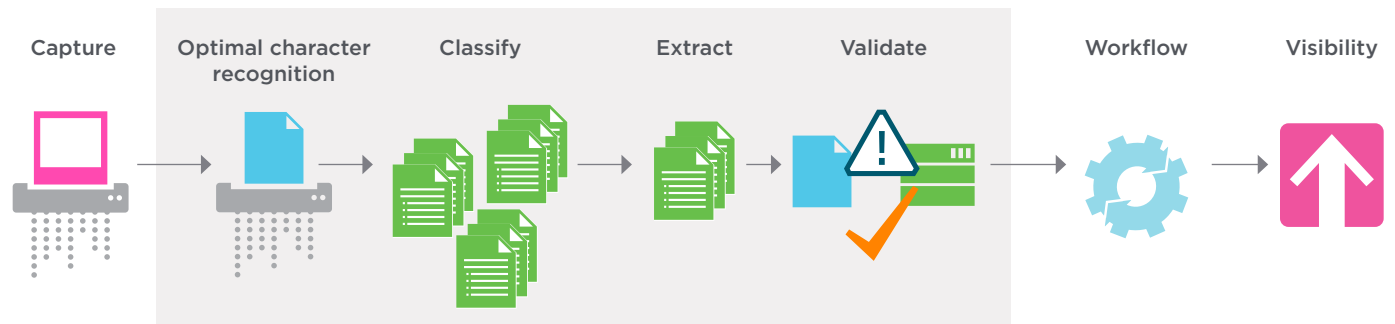 Capture
Optimal character
recognition
Classify
Extract
Validate
Workflow
Visibility
!